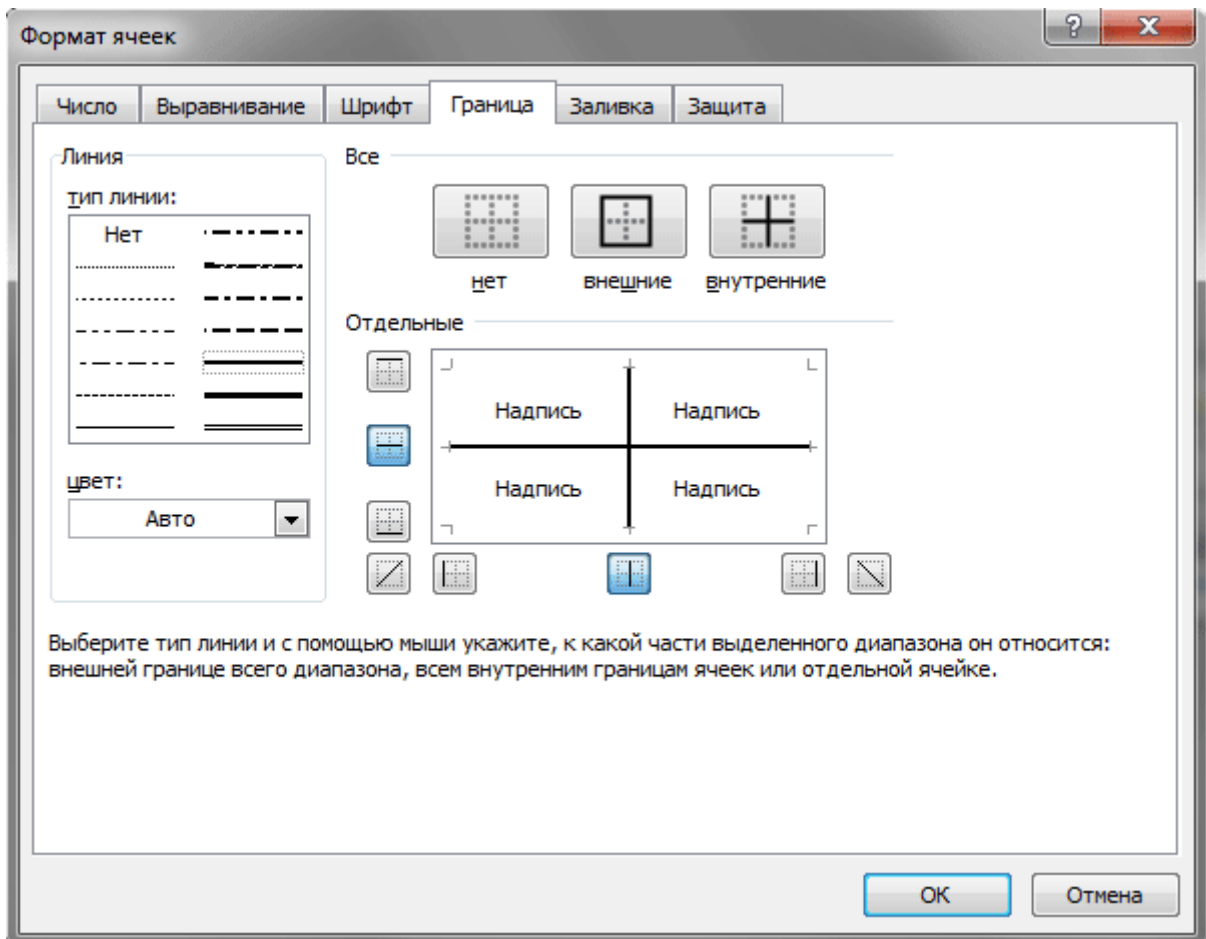 Формат ячеек
?
X
Число Выравнивание Шрифт Граница Заливка Защита
Линия
тип линии:
Нет
цвет:
Авто
Все
нет внешние внутренние
Отдельные
Надпись Надпись
Надпись Надпись
Выберите тип линии и с помощью мыши укажите, к какой части выделенного диапазона он относится:
внешней границе всего диапазона, всем внутренним границам ячеек или отдельной ячейке.
ОК Отмена